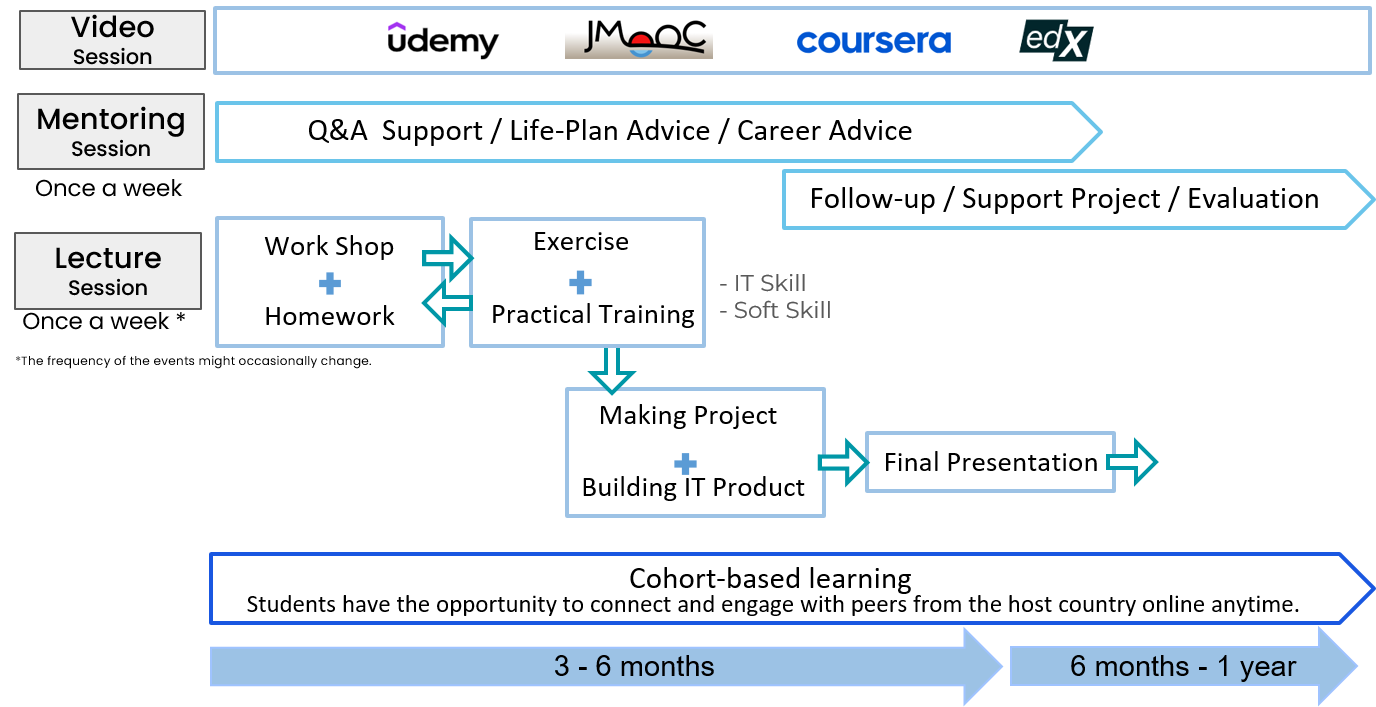 Video
Session
ûdemy
JMOOC
coursera
edX
Mentoring
Session
Once a week
Q&A  Support / Life-Plan Advice / Career Advice
Follow-up / Support Project / Evaluation
Lecture
Session
Once a week *
*The frequency of the events might occasionally change.
Work Shop
+
Homework
Exercise
+
Practical Training
- IT Skill
- Soft Skill
Making Project
+
Building IT Product
Final Presentation
Cohort-based learning
Students have the opportunity to connect and engage with peers from the host country online anytime.
3 - 6 months
6 months - 1 year